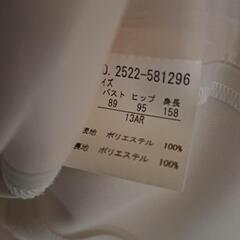 O. 2522-581296
イズ
バスト ヒップ 身長
89 95 158
13AR
表地 ポリエステル 100%
裏地 ポリエステル 100%